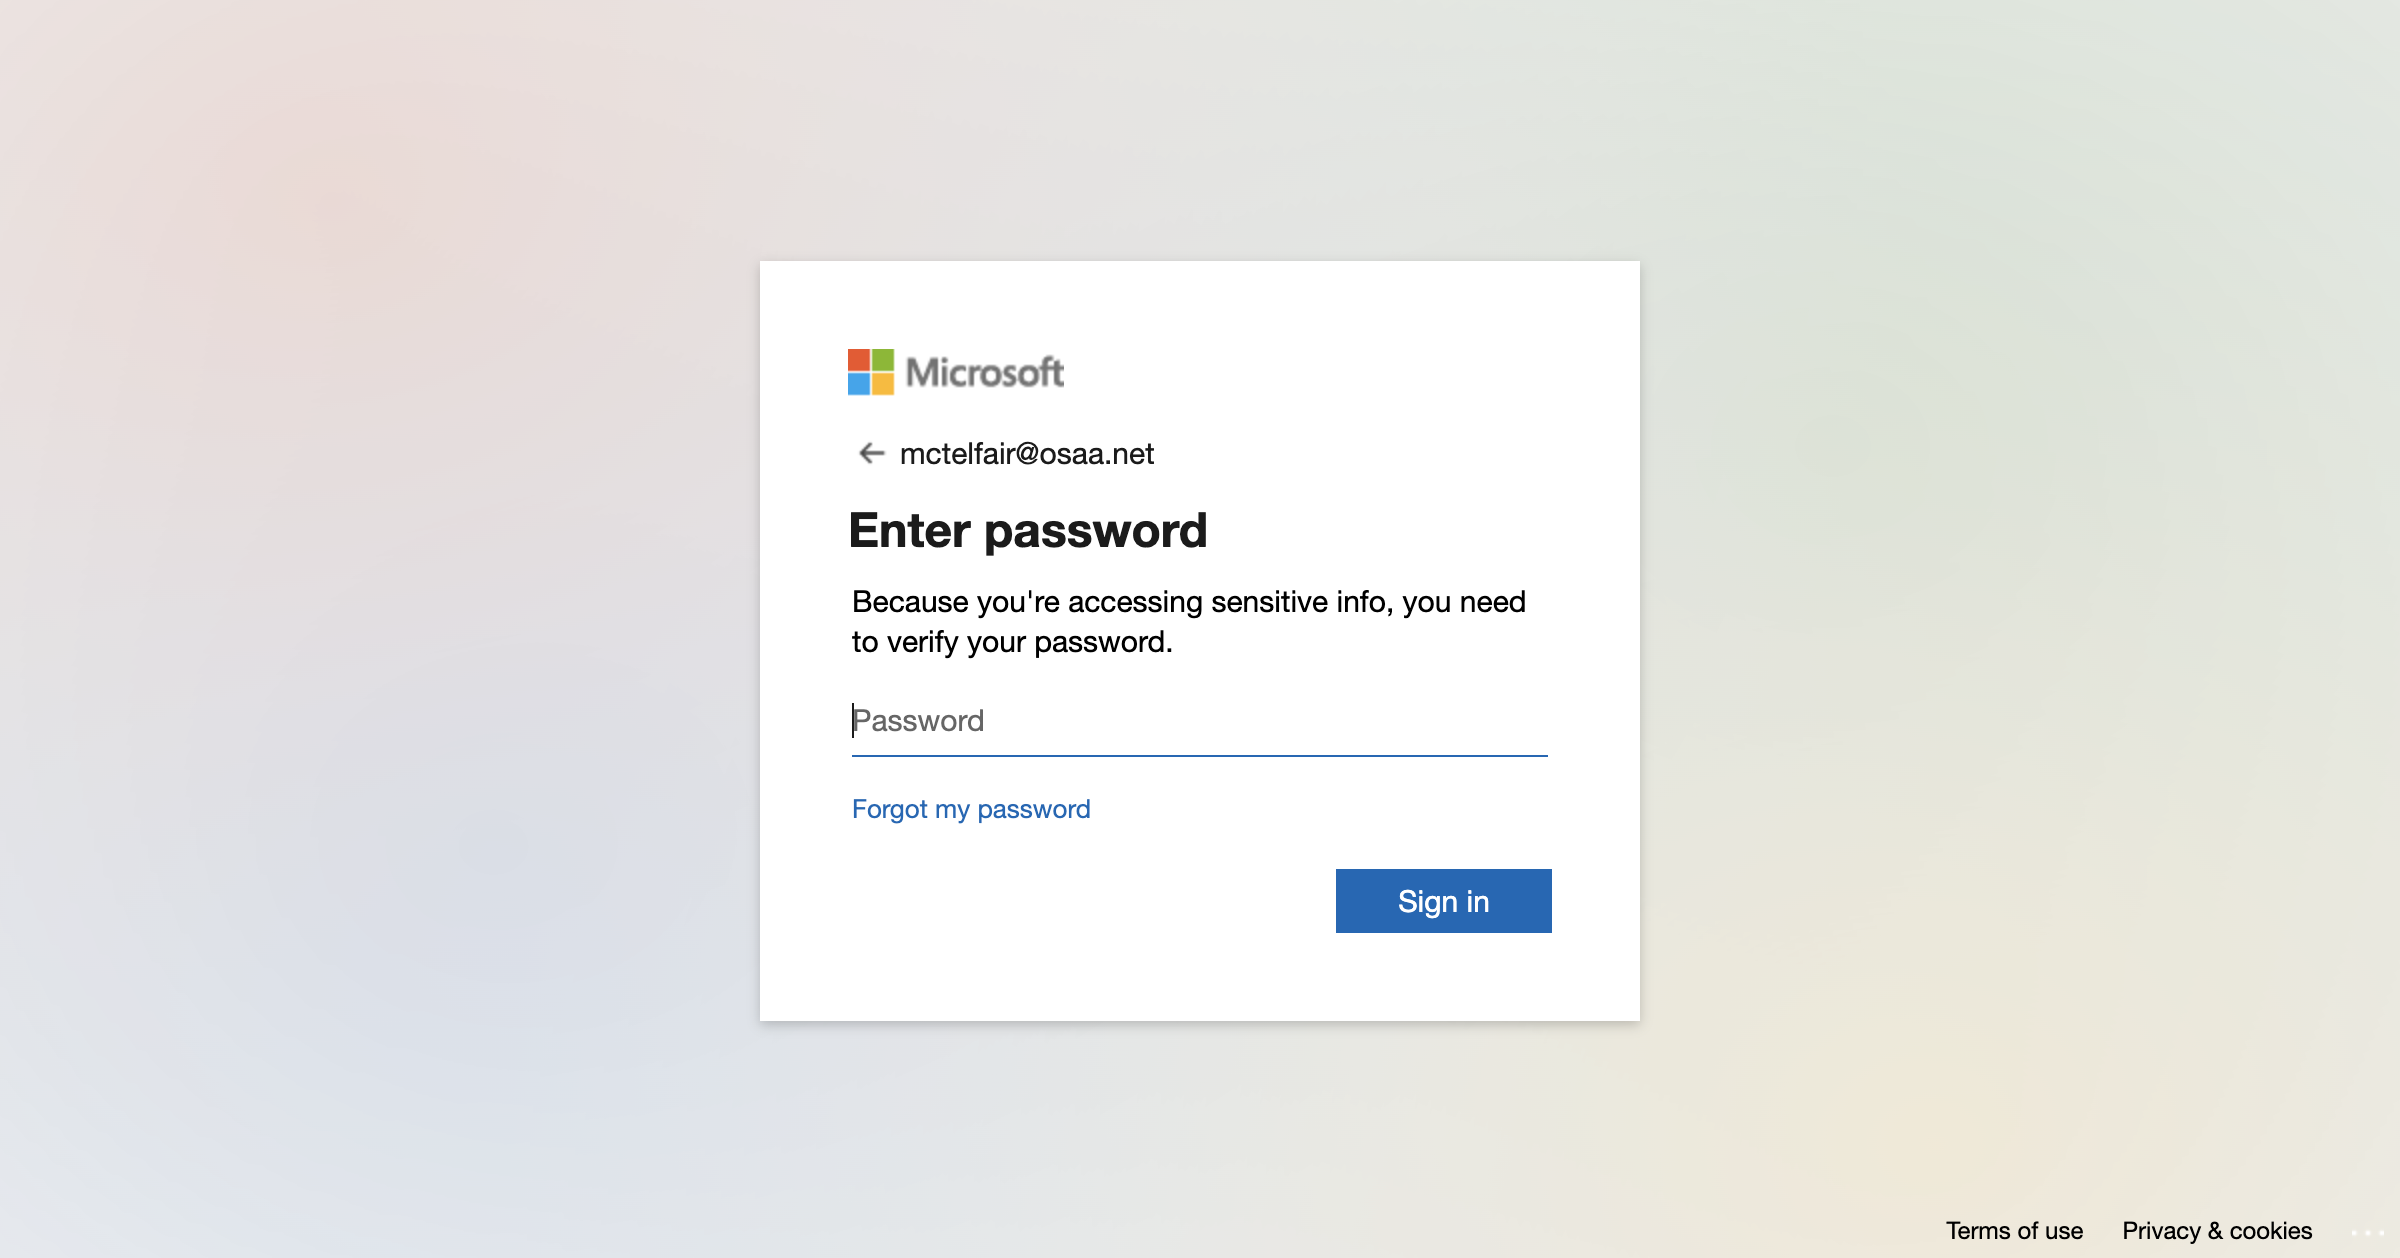 Microsoft
mctelfair@osaa.net
Enter password
Because you're accessing sensitive info, you need
to verify your password.
Password
Forgot my password
Sign in
Terms of use
Privacy & cookies
...